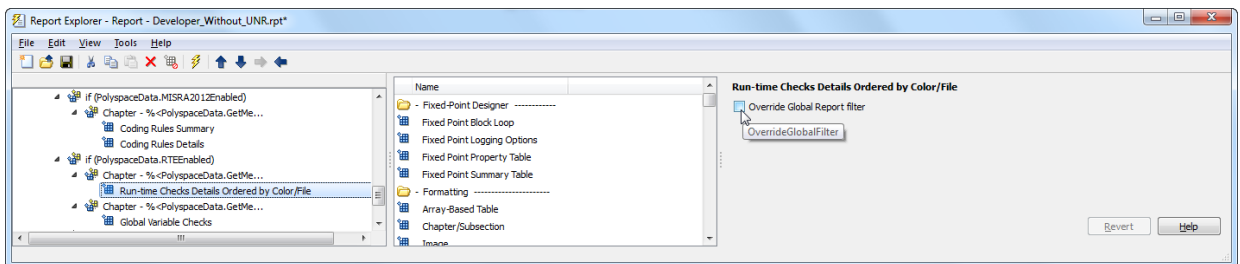 Report Explorer - Report - Developer_Without_UNR.rpt*
File Edit View Tools Help
if (PolyspaceData.MISRA2012Enabled)
Chapter - %<PolyspaceData.GetMe...
Coding Rules Summary
Coding Rules Details
if (PolyspaceData.RTEEnabled)
Chapter - %<PolyspaceData.GetMe...
Run-time Checks Details Ordered by Color/File
Chapter - %<PolyspaceData.GetMe...
Global Variable Checks
Name
- Fixed-Point Designer ------------
Fixed Point Block Loop
Fixed Point Logging Options
Fixed Point Property Table
Fixed Point Summary Table
- Formatting ----------------------
Array-Based Table
Chapter/Subsection
Image
Run-time Checks Details Ordered by Color/File
Override Global Report filter
OverrideGlobalFilter
Revert Help